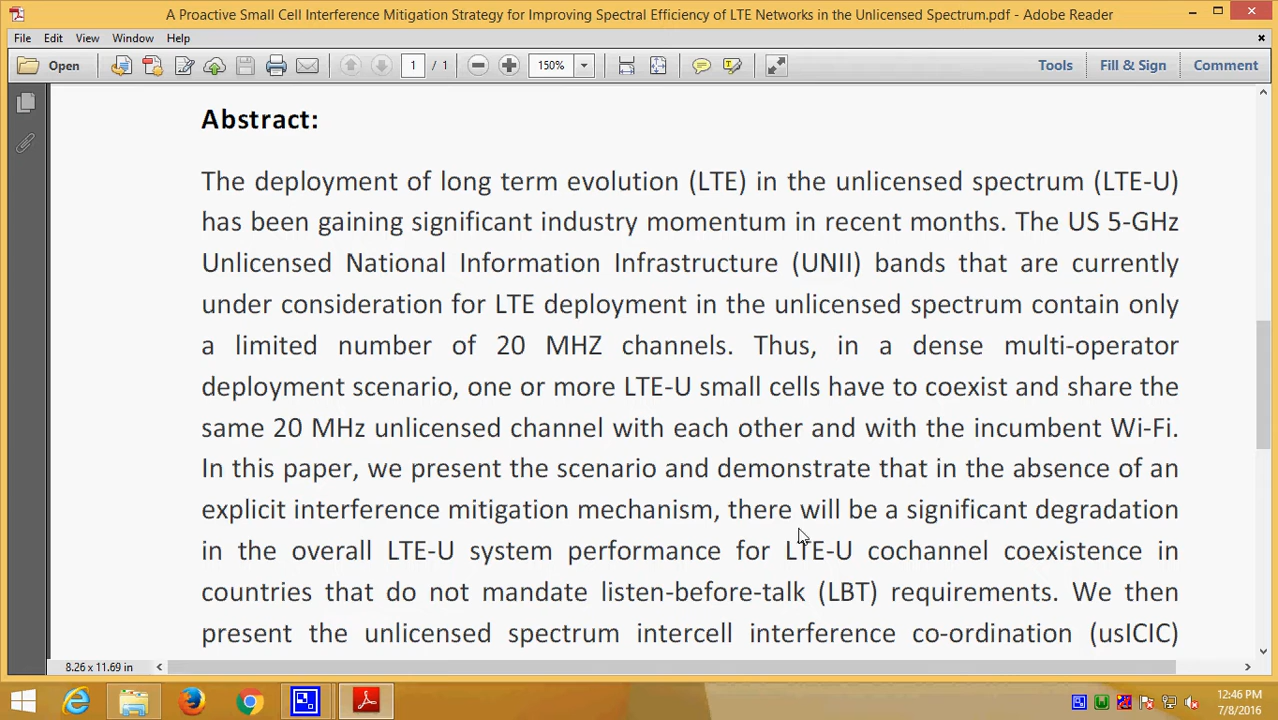 A Proactive Small Cell Interference Mitigation Strategy for Improving Spectral Efficiency of LTE Networks in the Unlicensed Spectrum.pdf - Adobe Reader
File Edit View Window Help
Open 1 / 1 150% Tools Fill & Sign Comment
Abstract:
The deployment of long term evolution (LTE) in the unlicensed spectrum (LTE-U)
has been gaining significant industry momentum in recent months. The US 5-GHz
Unlicensed National Information Infrastructure (UNII) bands that are currently
under consideration for LTE deployment in the unlicensed spectrum contain only
a limited number of 20 MHZ channels. Thus, in a dense multi-operator
deployment scenario, one or more LTE-U small cells have to coexist and share the
same 20 MHz unlicensed channel with each other and with the incumbent Wi-Fi.
In this paper, we present the scenario and demonstrate that in the absence of an
explicit interference mitigation mechanism, there will be a significant degradation
in the overall LTE-U system performance for LTE-U cochannel coexistence in
countries that do not mandate listen-before-talk (LBT) requirements. We then
present the unlicensed spectrum intercell interference co-ordination (usICIC)
8.26 x 11.69 in
12:46 PM
7/8/2016